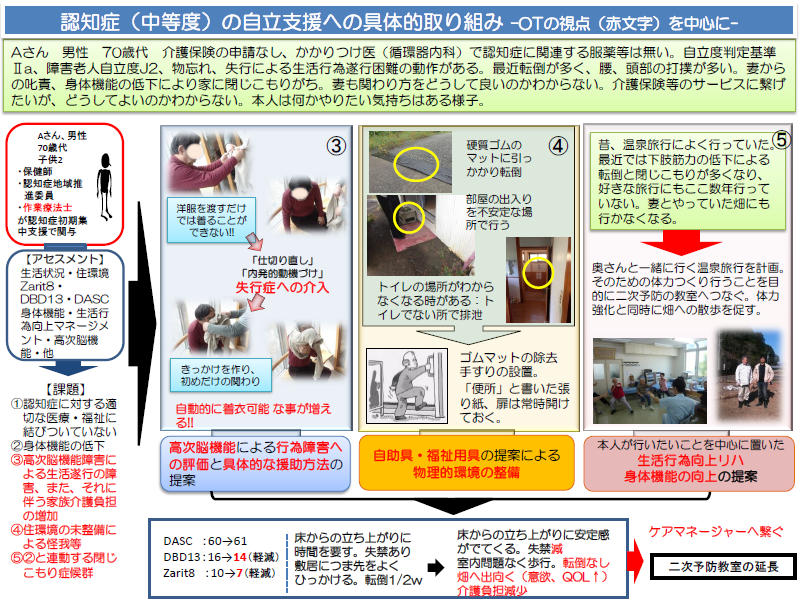 認知症（中等度）の自立支援への具体的取り組み -OTの視点（赤文字）を中心に-
Aさん　男性　70歳代　介護保険の申請なし、かかりつけ医（循環器内科）で認知症に関連する服薬等は無い。自立度判定基準
Ⅱa、障害老人自立度J2、物忘れ、失行による生活行為遂行困難の動作がある。最近転倒が多く、腰、頭部の打撲が多い。妻から
の叱責、身体機能の低下により家に閉じこもりがち。妻も関わり方をどうして良いのかわからない。介護保険等のサービスに繋げ
たいが、どうしてよいのかわからない。本人は何かやりたい気持ちはある様子。
Aさん、男性
70歳代
子供2
・保健師
・認知症地域推
進委員
・作業療法士
が認知症初期集
中支援で関与
【アセスメント】
生活状況・住環境
Zarit8・
DBD13・DASC
身体機能・生活行
為向上マネージメ
ント・高次脳機
能・他
【課題】
①認知症に対する適
切な医療・福祉に
結びついていない
②身体機能の低下
③高次脳機能障害に
よる生活遂行の障
害、また、それに
伴う家族介護負担
の増加
④住環境の未整備に
よる怪我等
⑤②と連動する閉じ
こもり症候群
③
洋服を渡すだけ
では着ることが
できない!!
「仕切り直し」
「内発的動機づけ」
失行症への介入
きっかけを作り、
初めだけの関わり
自動的に着衣可能 な事が増え
る!!
高次脳機能による行為障害へ
の評価と具体的な援助方法の
提案
④
硬質ゴムの
マットに引っ
かかり転倒
部屋の出入り
を不安定な場
所で行う
トイレの場所がわから
なくなる時がある：ト
イレでない所で排泄
ゴムマットの除去
手すりの設置。
「便所」と書いた張
り紙、扉は常時開け
ておく。
自助具・福祉用具の提案による
物理的環境の整備
⑤
昔、温泉旅行によく行っていた。
最近では下肢筋力の低下による
転倒と閉じこもりが多くなり、
好きな旅行にもここ数年行って
いない。妻とやっていた畑にも
行かなくなる。
奥さんと一緒に行く温泉旅行を計画。
そのための体力つくり行うことを目
的に二次予防の教室へつなぐ。体力
強化と同時に畑への散歩を促す。
本人が行いたいことを中心に置いた
生活行為向上リハ
身体機能の向上の提案
DASC ：60→61
DBD13：16→14（軽減）
Zarit8 ：10→7（軽減）
床からの立ち上がりに
時間を要す。失禁あり
敷居につま先をよく
ひっかける。転倒1/2w
床からの立ち上がりに安定感
がでてくる。失禁減
室内問題なく歩行。転倒なし
畑へ出向く（意欲、QOL↑）
介護負担減少
ケアマネージャーへ繋ぐ
二次予防教室の延長